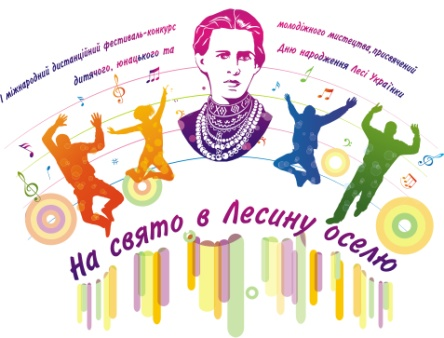 І міжнародний дистанційний фестиваль-конкурс
дитячого, юнацького та
молодіжного мистецтва присвячений
Дню народження Лесі Українки
На свято в Лесину оселю